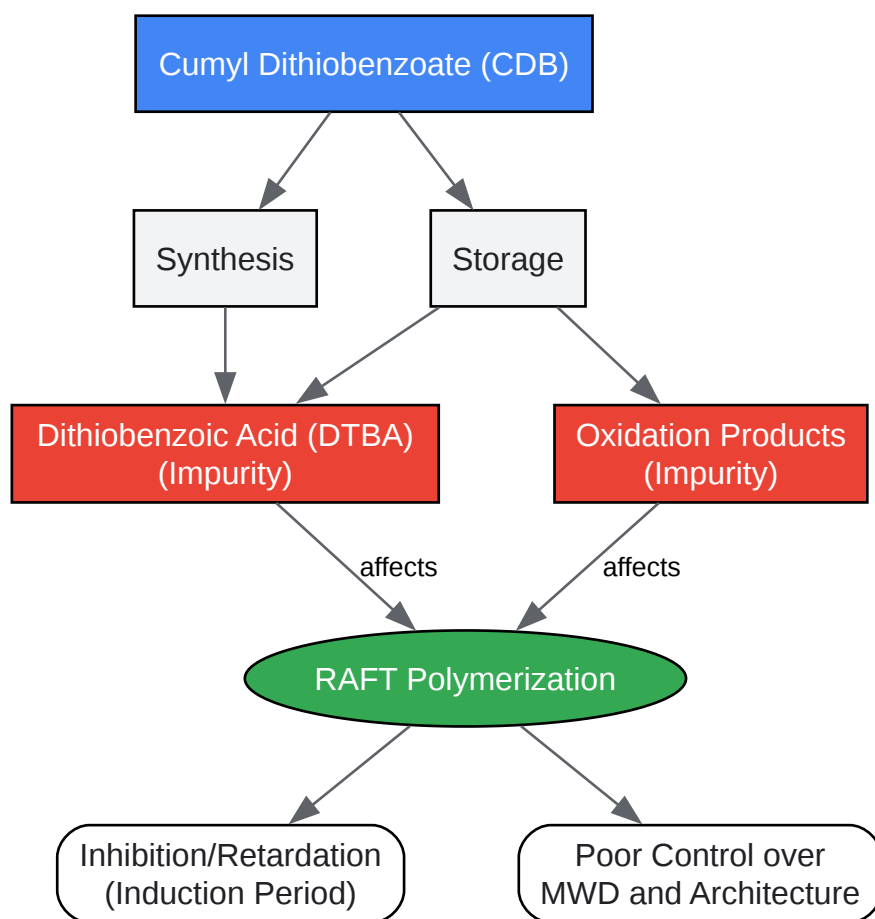 Cumyl Dithiobenzoate (CDB)
Synthesis
Storage
Dithiobenzoic Acid (DTBA)
(Impurity)
Oxidation Products
(Impurity)
affects
affects
RAFT Polymerization
Inhibition/Retardation
(Induction Period)
Poor Control over
MWD and Architecture